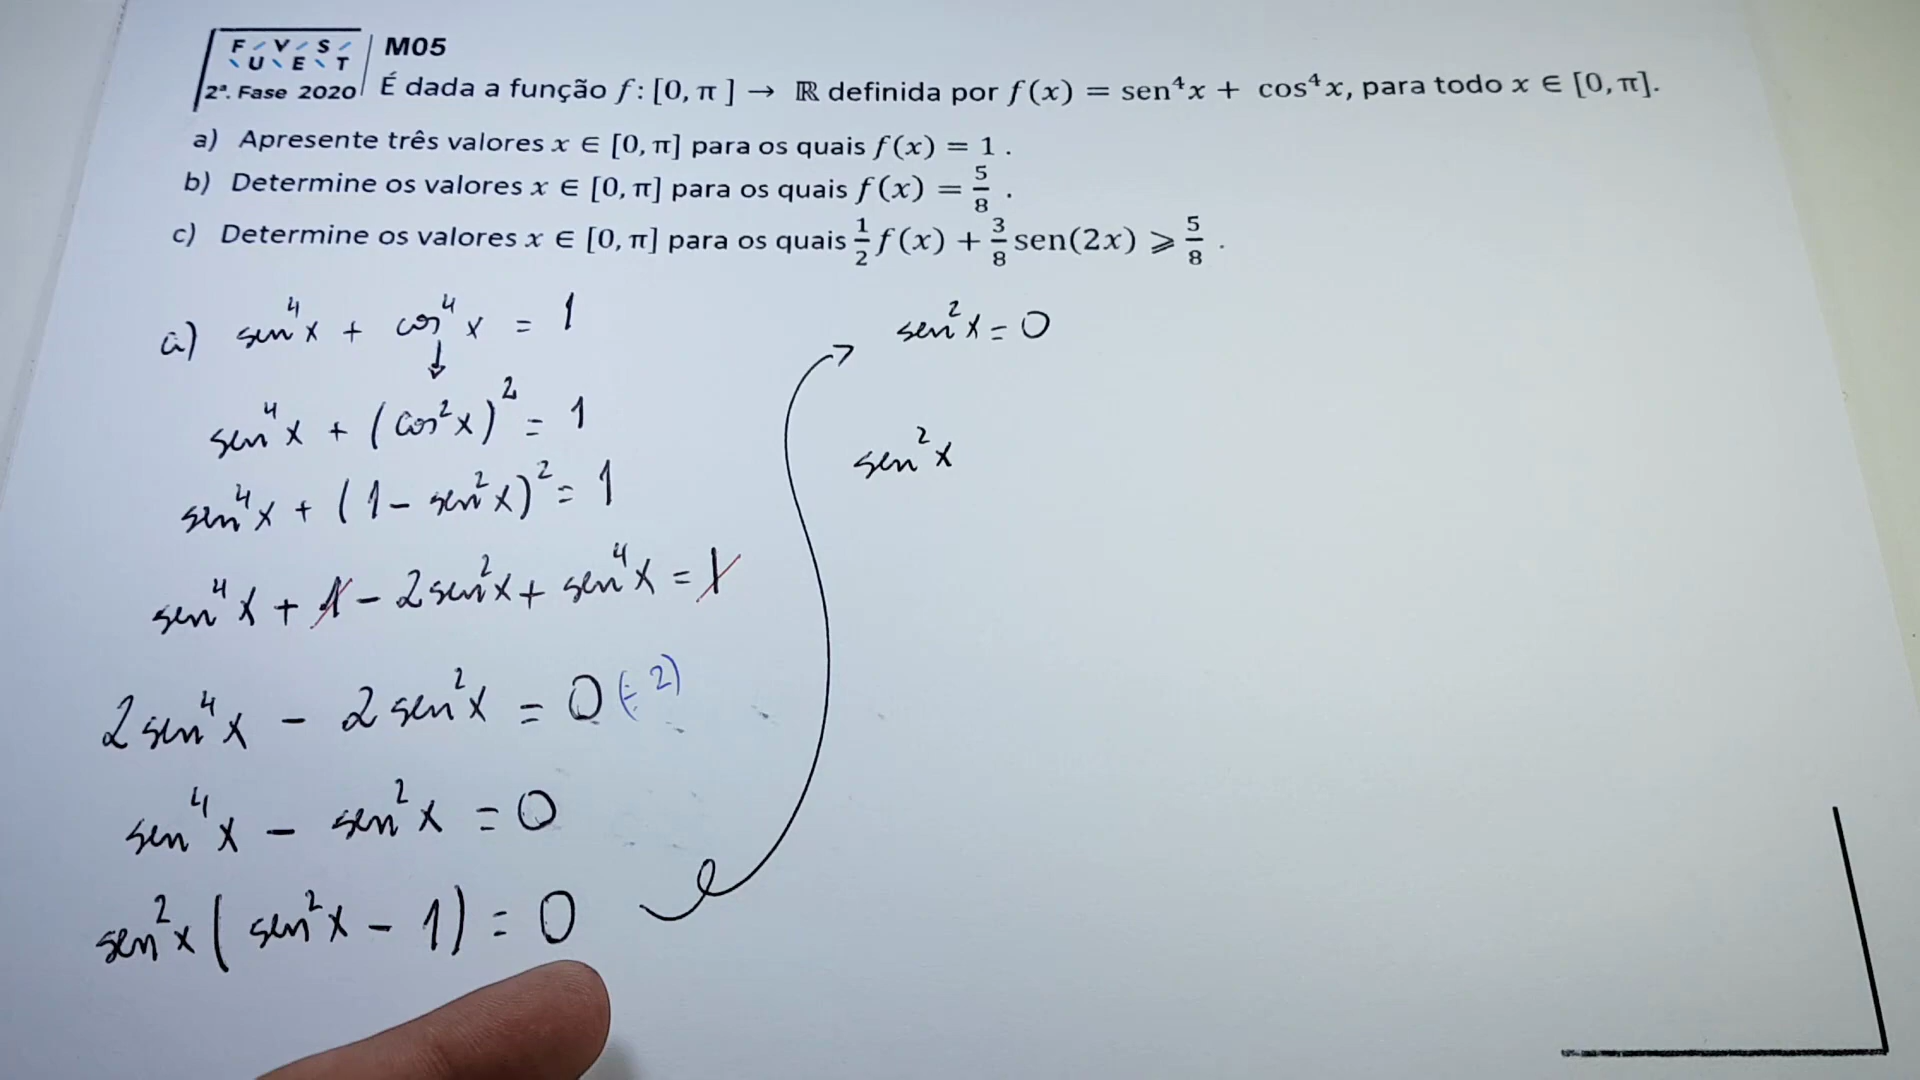 FUVEST
2ª. Fase 2020
M05
É dada a função f: [0, π ] → ℝ definida por f(x) = sen⁴x + cos⁴x, para todo x ∈ [0, π].
a) Apresente três valores x ∈ [0, π] para os quais f(x) = 1 .
b) Determine os valores x ∈ [0, π] para os quais f(x) = 5/8 .
c) Determine os valores x ∈ [0, π] para os quais 1/2 f(x) + 3/8 sen(2x) ⩾ 5/8 .
a) sen⁴x + cos⁴x = 1
sen⁴x + (cos²x)² = 1
sen⁴x + (1 - sen²x)² = 1
sen⁴x + 1 - 2sen²x + sen⁴x = 1
2sen⁴x - 2sen²x = 0 (÷2)
sen⁴x - sen²x = 0
sen²x (sen²x - 1) = 0
sen²x = 0
sen²x